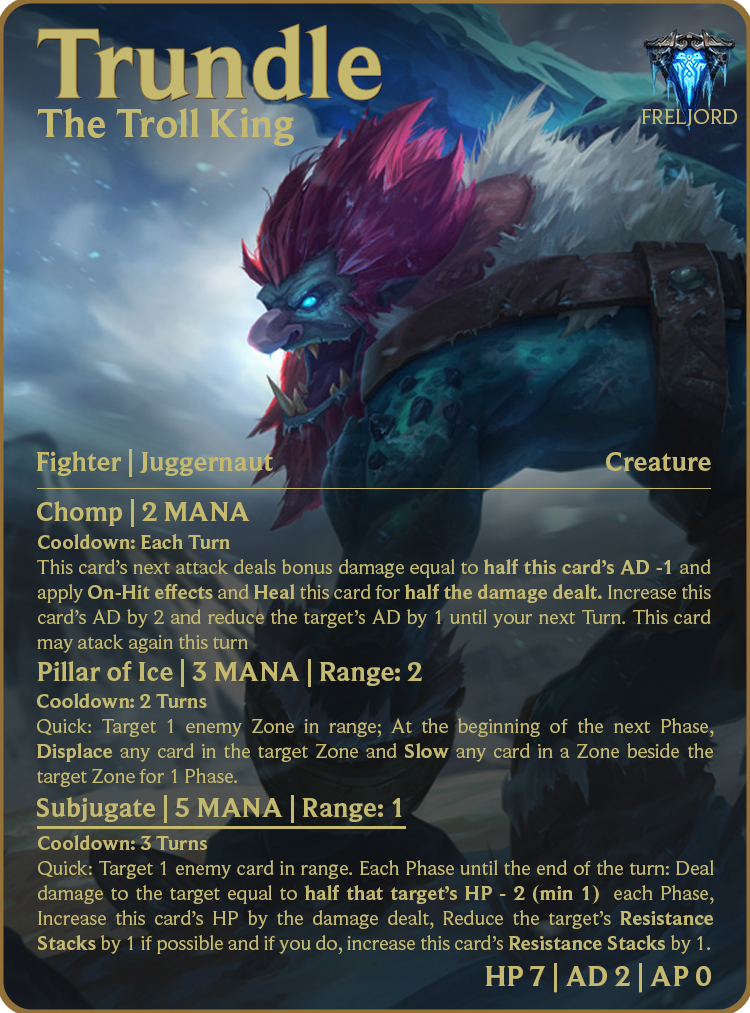 Trundle
The Troll King
FRELJORD
Fighter | Juggernaut
Creature
Chomp | 2 MANA
Cooldown: Each Turn
This card's next attack deals bonus damage equal to half this card's AD -1 and
apply On-Hit effects and Heal this card for half the damage dealt. Increase this
card's AD by 2 and reduce the target's AD by 1 until your next Turn. This card
may atack again this turn
Pillar of Ice | 3 MANA | Range: 2
Cooldown: 2 Turns
Quick: Target 1 enemy Zone in range; At the beginning of the next Phase,
Displace any card in the target Zone and Slow any card in a Zone beside the
target Zone for 1 Phase.
Subjugate | 5 MANA | Range: 1
Cooldown: 3 Turns
Quick: Target 1 enemy card in range. Each Phase until the end of the turn: Deal
damage to the target equal to half that target's HP - 2 (min 1) each Phase,
Increase this card's HP by the damage dealt, Reduce the target's Resistance
Stacks by 1 if possible and if you do, increase this card's Resistance Stacks by 1.
HP 7 | AD 2 | AP 0